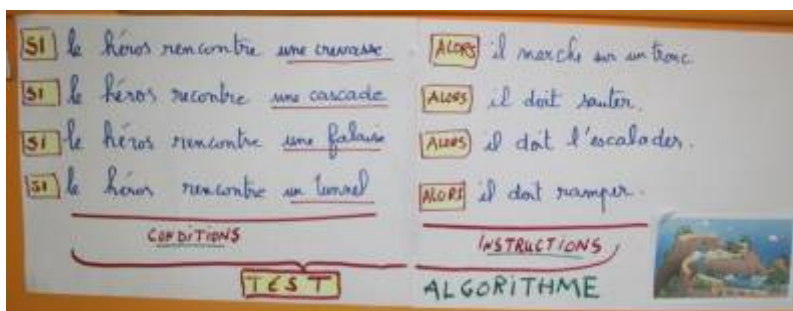 SI le héros rencontre une crevasse ALORS il marche sur un tronc.
SI le héros recontre une cascade ALORS il doit sauter.
SI le héros rencontre une falaise ALORS il doit l'escalader.
SI le héros rencontre un tunnel ALORS il doit ramper.
CONDITIONS INSTRUCTIONS
TEST ALGORITHME